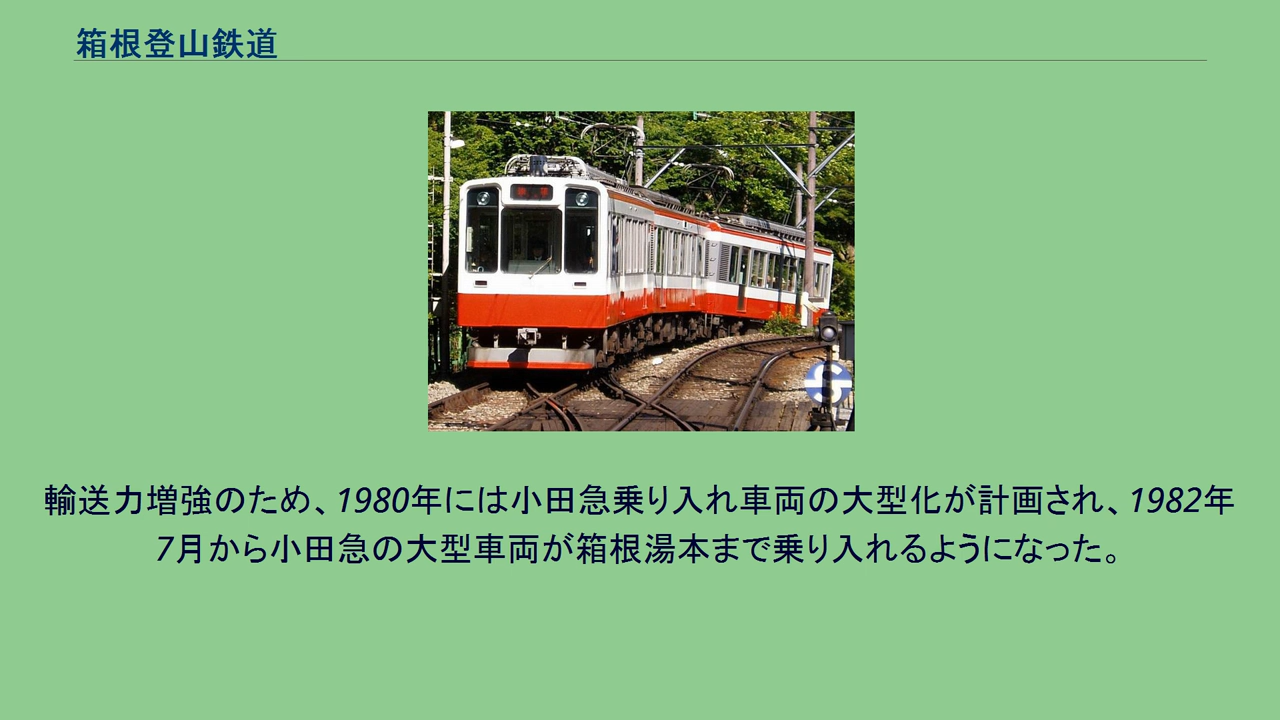 箱根登山鉄道
S
輸送力増強のため、1980年には小田急乗り入れ車両の大型化が計画され、1982年
7月から小田急の大型車両が箱根湯本まで乗り入れるようになった。